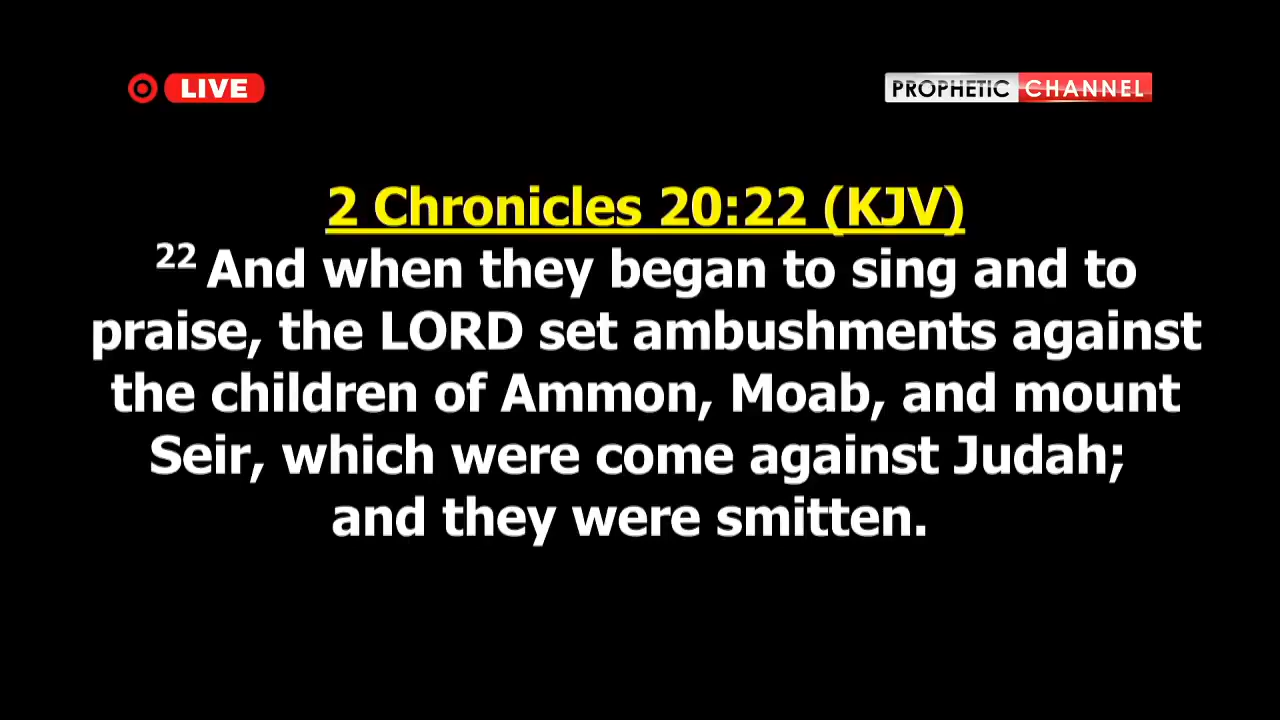 LIVE
PROPHETIC CHANNEL
2 Chronicles 20:22 (KJV)
22 And when they began to sing and to
praise, the LORD set ambushments against
the children of Ammon, Moab, and mount
Seir, which were come against Judah;
and they were smitten.